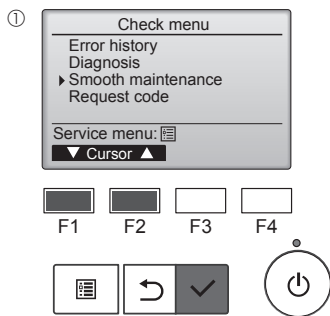 ①
Check menu
Error history
Diagnosis
Smooth maintenance
Request code
Service menu:
▼ Cursor ▲
F1 F2 F3 F4